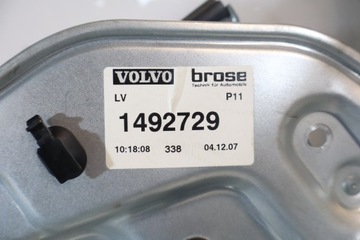 VOLVO brose
Technik für Automobile
LV P11
1492729
10:18:08 338 04.12.07